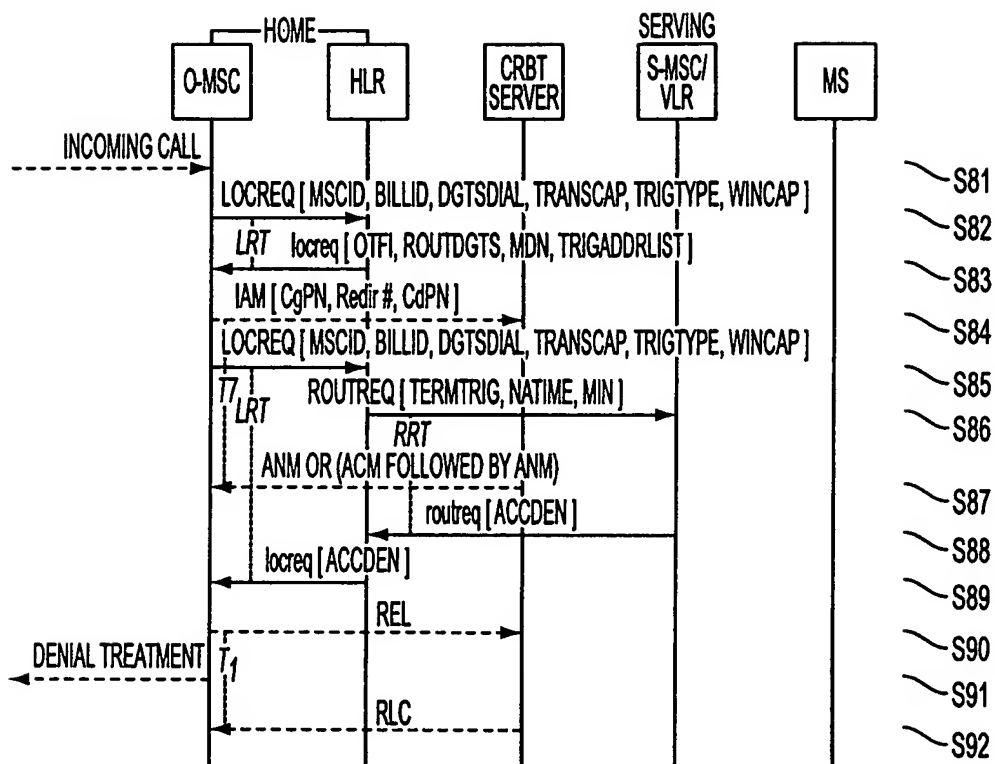 HOME
SERVING
O-MSC
HLR
CRBT
SERVER
S-MSC/
VLR
MS
INCOMING CALL
S81
LOCREQ [ MSCID, BILLID, DGTSDIAL, TRANSCAP, TRIGTYPE, WINCAP ]
S82
LRT
locreq [ OTFI, ROUTDGTS, MDN, TRIGADDRLIST ]
S83
IAM [ CgPN, Redir #, CdPN ]
S84
LOCREQ [ MSCID, BILLID, DGTSDIAL, TRANSCAP, TRIGTYPE, WINCAP ]
S85
T7
LRT
ROUTREQ [ TERMTRIG, NATIME, MIN ]
S86
RRT
ANM OR (ACM FOLLOWED BY ANM)
S87
routreq [ ACCDEN ]
S88
locreq [ ACCDEN ]
S89
REL
S90
DENIAL TREATMENT
T1
S91
RLC
S92